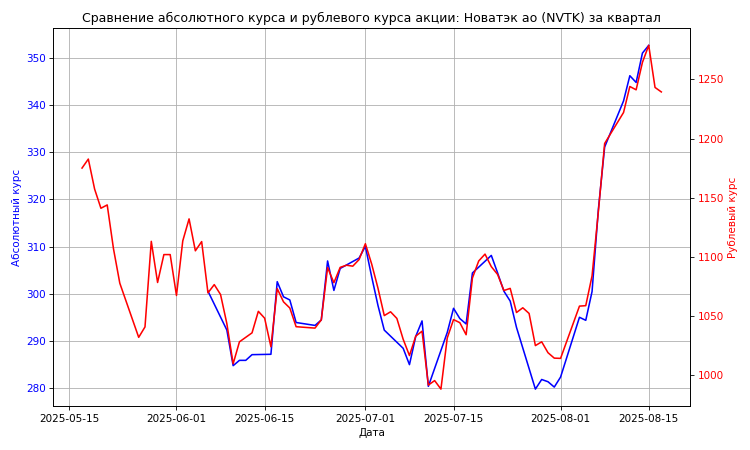 Сравнение абсолютного курса и рублевого курса акции: Новатэк ао (NVTK) за квартал
Абсолютный курс
350
340
330
320
310
300
290
280
1250
1200
1150
1100
1050
1000
Рублевый курс
2025-05-15 2025-06-01 2025-06-15 2025-07-01 2025-07-15 2025-08-01 2025-08-15
Дата